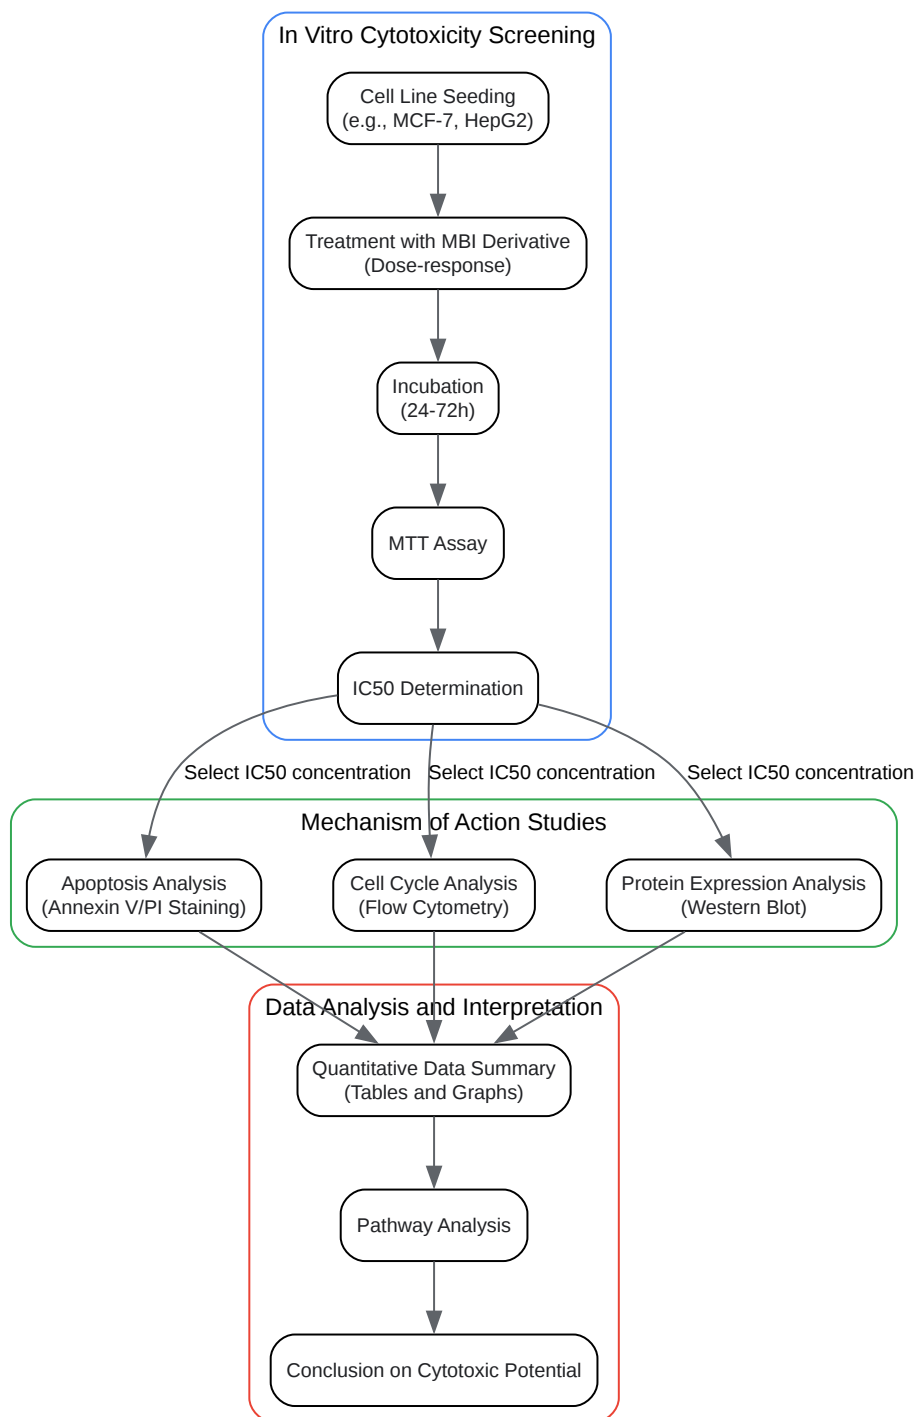 In Vitro Cytotoxicity Screening
Cell Line Seeding
(e.g., MCF-7, HepG2)
Treatment with MBI Derivative
(Dose-response)
Incubation
(24-72h)
MTT Assay
IC50 Determination
Select IC50 concentration
Select IC50 concentration
Select IC50 concentration
Mechanism of Action Studies
Apoptosis Analysis
(Annexin V/PI Staining)
Cell Cycle Analysis
(Flow Cytometry)
Protein Expression Analysis
(Western Blot)
Data Analysis and Interpretation
Quantitative Data Summary
(Tables and Graphs)
Pathway Analysis
Conclusion on Cytotoxic Potential